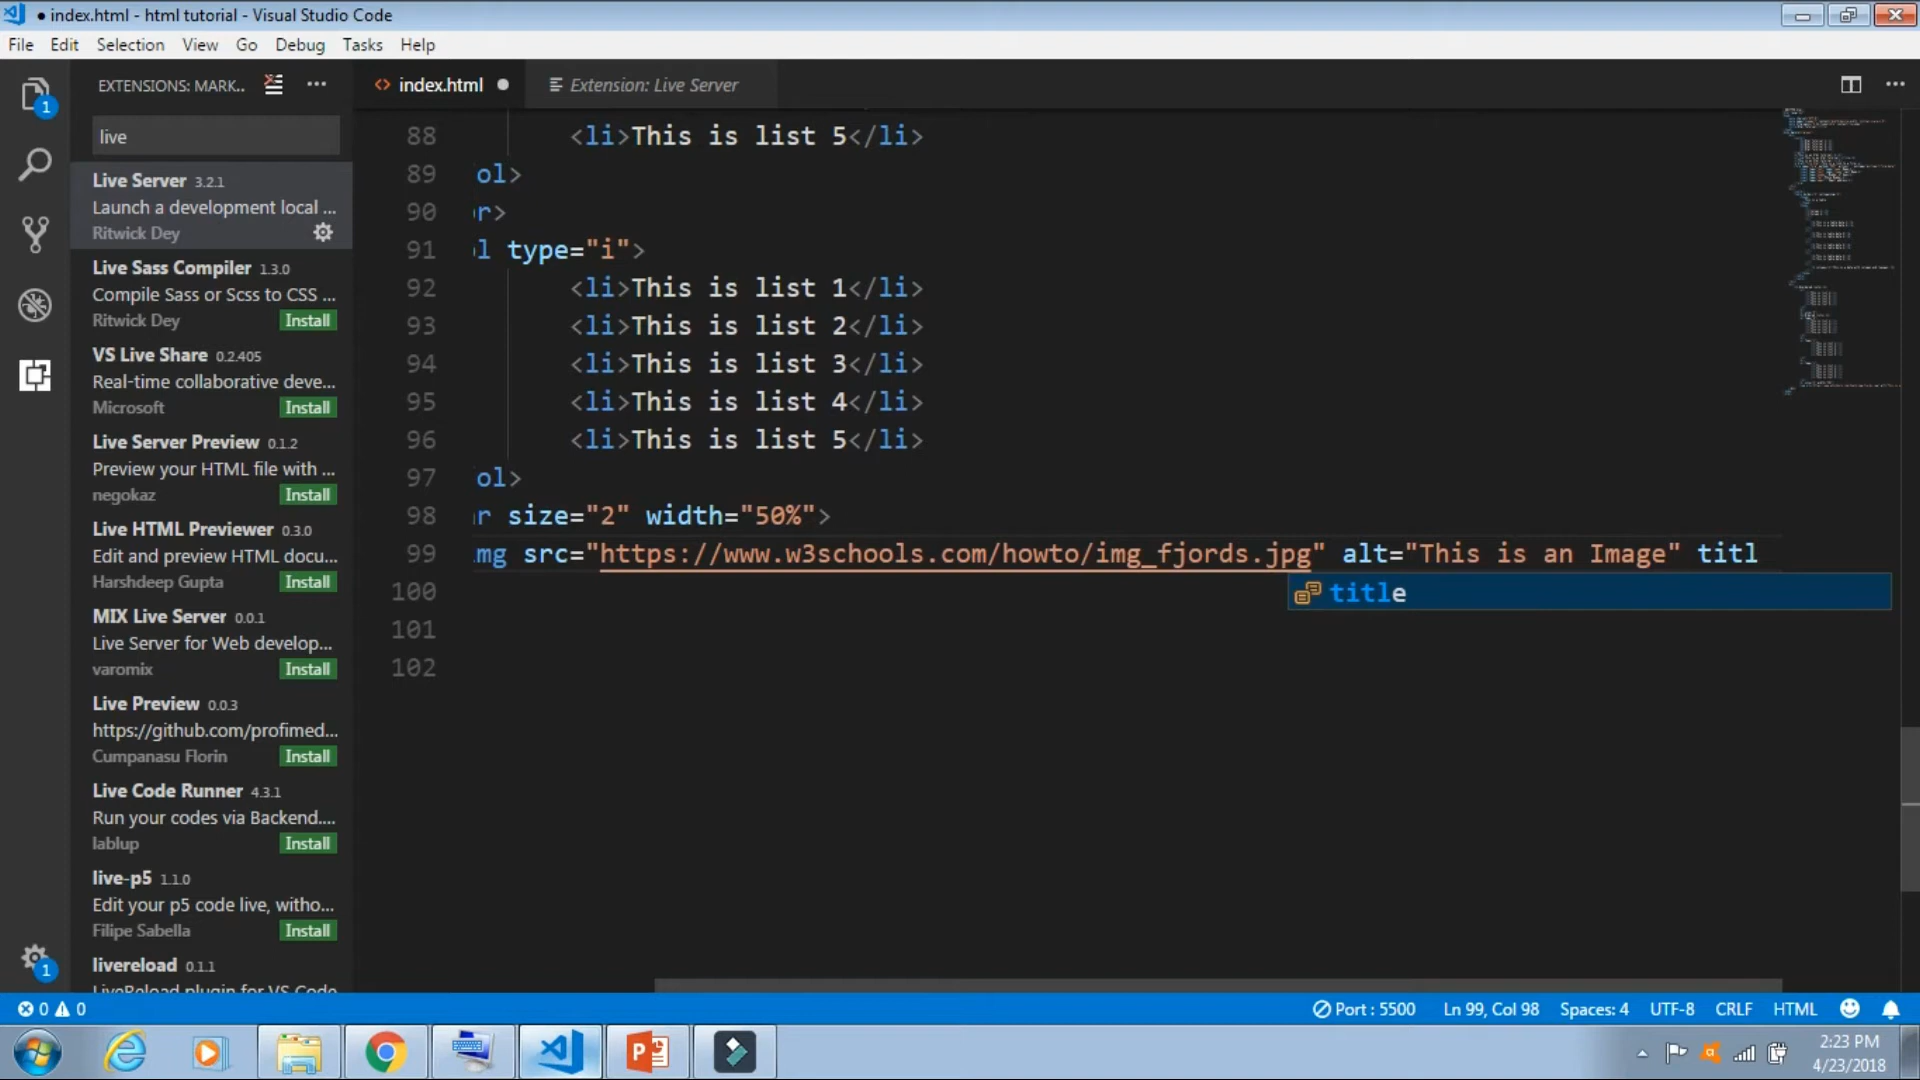 index.html - html tutorial - Visual Studio Code
File Edit Selection View Go Debug Tasks Help
EXTENSIONS: MARK...
index.html
Extension: Live Server
1
live
Live Server 3.2.1
Launch a development local ...
Ritwick Dey
Live Sass Compiler 1.3.0
Compile Sass or Scss to CSS ...
Ritwick Dey Install
VS Live Share 0.2.405
Real-time collaborative deve...
Microsoft Install
Live Server Preview 0.1.2
Preview your HTML file with ...
negokaz Install
Live HTML Previewer 0.3.0
Edit and preview HTML docu...
Harshdeep Gupta Install
MIX Live Server 0.0.1
Live Server for Web develop...
varomix Install
Live Preview 0.0.3
https://github.com/profimed...
Cumpanasu Florin Install
Live Code Runner 4.3.1
Run your codes via Backend....
lablup Install
live-p5 1.1.0
Edit your p5 code live, witho...
Filipe Sabella Install
livereload 0.1.1
LiveReload plugin for VS Code
1
88 <li>This is list 5</li>
89 ol>
90 r>
91 l type="i">
92 <li>This is list 1</li>
93 <li>This is list 2</li>
94 <li>This is list 3</li>
95 <li>This is list 4</li>
96 <li>This is list 5</li>
97 ol>
98 r size="2" width="50%">
99 mg src="https://www.w3schools.com/howto/img_fjords.jpg" alt="This is an Image" titl
100
title
101
102
0 0
Port : 5500 Ln 99, Col 98 Spaces: 4 UTF-8 CRLF HTML
2:23 PM
4/23/2018